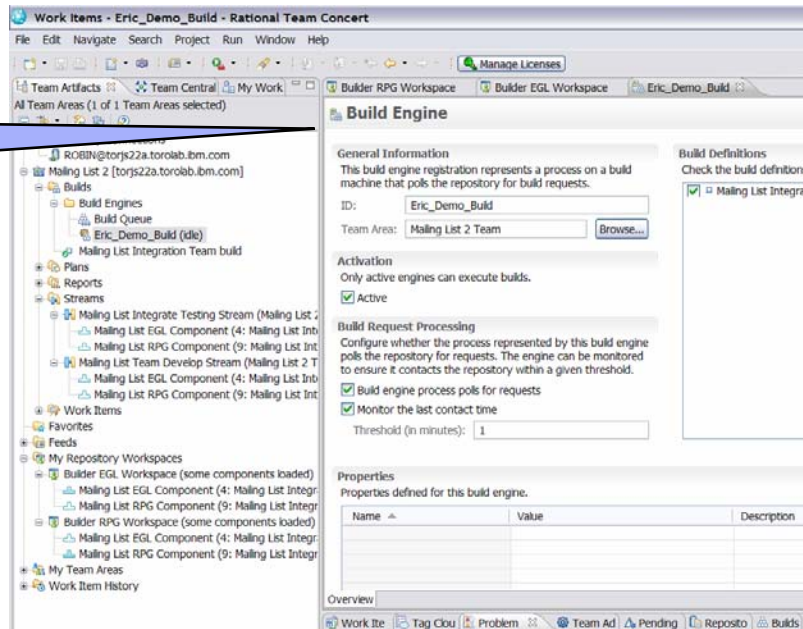 Work Items - Eric_Demo_Build - Rational Team Concert
File Edit Navigate Search Project Run Window Help
Manage Licenses
Team Artifacts Team Central My Work
All Team Areas (1 of 1 Team Areas selected)
ROBIN@torjs22a.torolab.ibm.com
Mailing List 2 [torjs22a.torolab.ibm.com]
Builds
Build Engines
Build Queue
Eric_Demo_Build (idle)
Mailing List Integration Team build
Plans
Reports
Streams
Mailing List Integrate Testing Stream (Mailing List 2
Mailing List EGL Component (4: Mailing List Int
Mailing List RPG Component (9: Mailing List Int
Mailing List Team Develop Stream (Mailing List 2 T
Mailing List EGL Component (4: Mailing List Int
Mailing List RPG Component (9: Mailing List Int
Work Items
Favorites
Feeds
My Repository Workspaces
Builder EGL Workspace (some components loaded)
Mailing List EGL Component (4: Mailing List Integr
Mailing List RPG Component (9: Mailing List Integr
Builder RPG Workspace (some components loaded)
Mailing List EGL Component (4: Mailing List Integr
Mailing List RPG Component (9: Mailing List Integr
My Team Areas
Work Item History
Builder RPG Workspace Builder EGL Workspace Eric_Demo_Build
Build Engine
General Information
This build engine registration represents a process on a build
machine that polls the repository for build requests.
ID: Eric_Demo_Build
Team Area: Mailing List 2 Team Browse...
Activation
Only active engines can execute builds.
Active
Build Request Processing
Configure whether the process represented by this build engine
polls the repository for requests. The engine can be monitored
to ensure it contacts the repository within a given threshold.
Build engine process polls for requests
Monitor the last contact time
Threshold (in minutes): 1
Build Definitions
Check the build definition
Mailing List Integra
Properties
Properties defined for this build engine.
Name Value Description
Overview
Work Ite Tag Clou Problem Team Ad Pending Reposito Builds